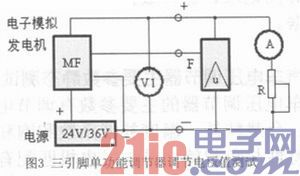 电子模拟
发电机
MF
+
V1
+
F
u
A
R
+
电源
24V/36V
−
图3 三引脚单功能调节器调节电压值测试
21ic电子网
.com